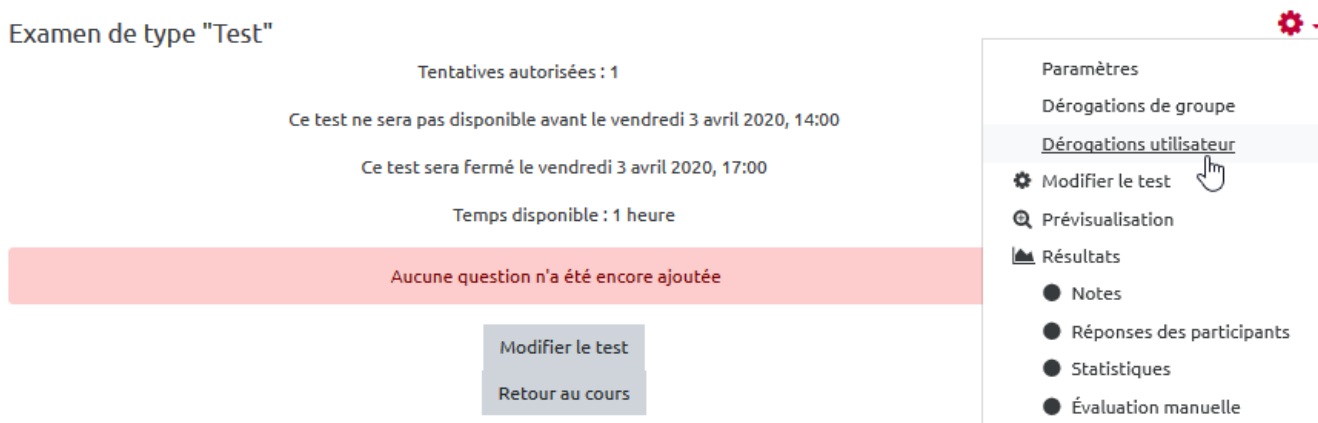 Examen de type "Test"
Tentatives autorisées : 1
Ce test ne sera pas disponible avant le vendredi 3 avril 2020, 14:00
Ce test sera fermé le vendredi 3 avril 2020, 17:00
Temps disponible : 1 heure
Aucune question n'a été encore ajoutée
Modifier le test
Retour au cours
Paramètres
Dérogations de groupe
Dérogations utilisateur
Modifier le test
Prévisualisation
Résultats
Notes
Réponses des participants
Statistiques
Évaluation manuelle